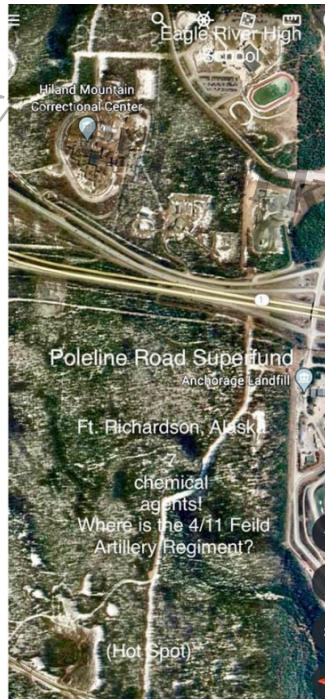 Eagle River High
School
Hiland Mountain
Correctional Center
1
Poleline Road Superfund
Anchorage Landfill
Ft. Richardson, Alaska
7
chemical
agents!
Where is the 4/11 Feild
Artillery Regiment?
(Hot Spot)